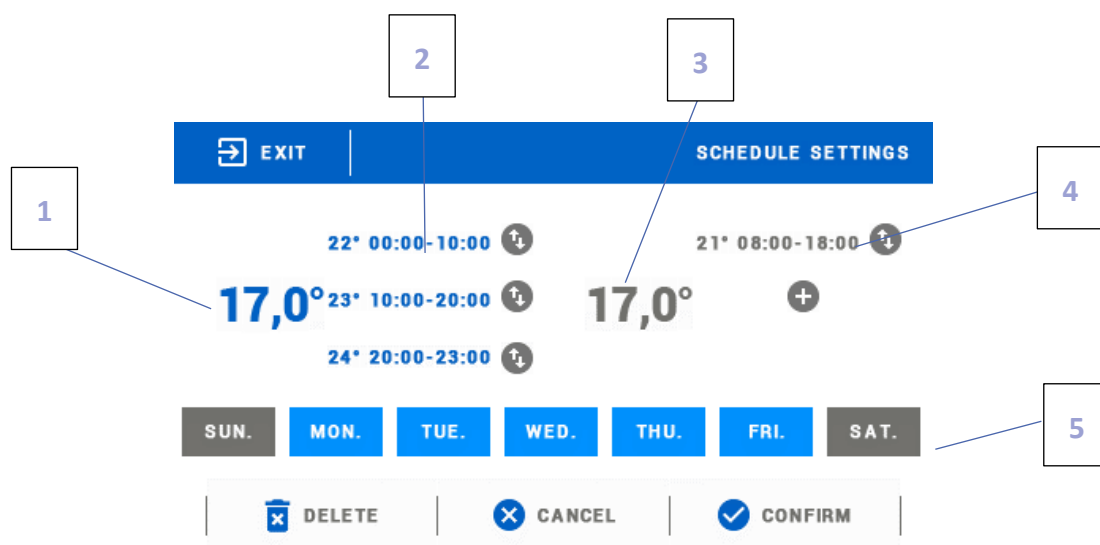 2
3
EXIT
SCHEDULE SETTINGS
1
4
22° 00:00-10:00
21° 08:00-18:00
17,0°
23° 10:00-20:00
17,0°
24° 20:00-23:00
SUN. MON. TUE. WED. THU. FRI. SAT.
5
DELETE CANCEL CONFIRM